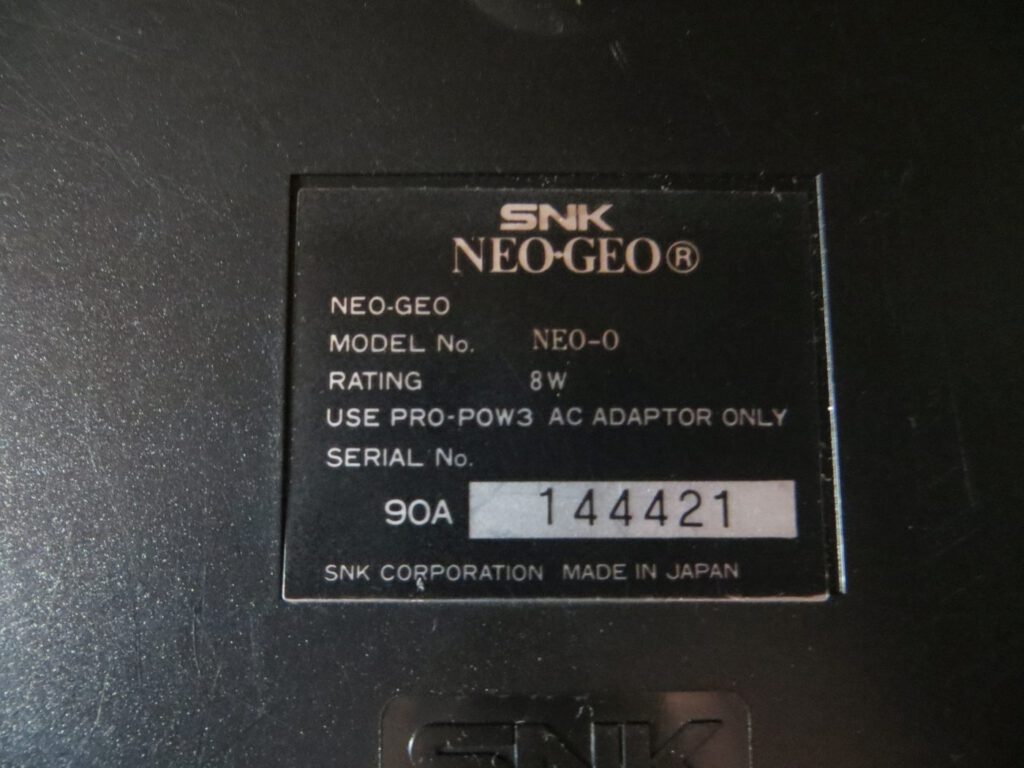 SNK
NEO·GEO®
NEO-GEO
MODEL No. NEO-0
RATING 8W
USE PRO-POW3 AC ADAPTOR ONLY
SERIAL No.
90A 144421
SNK CORPORATION MADE IN JAPAN
SNK